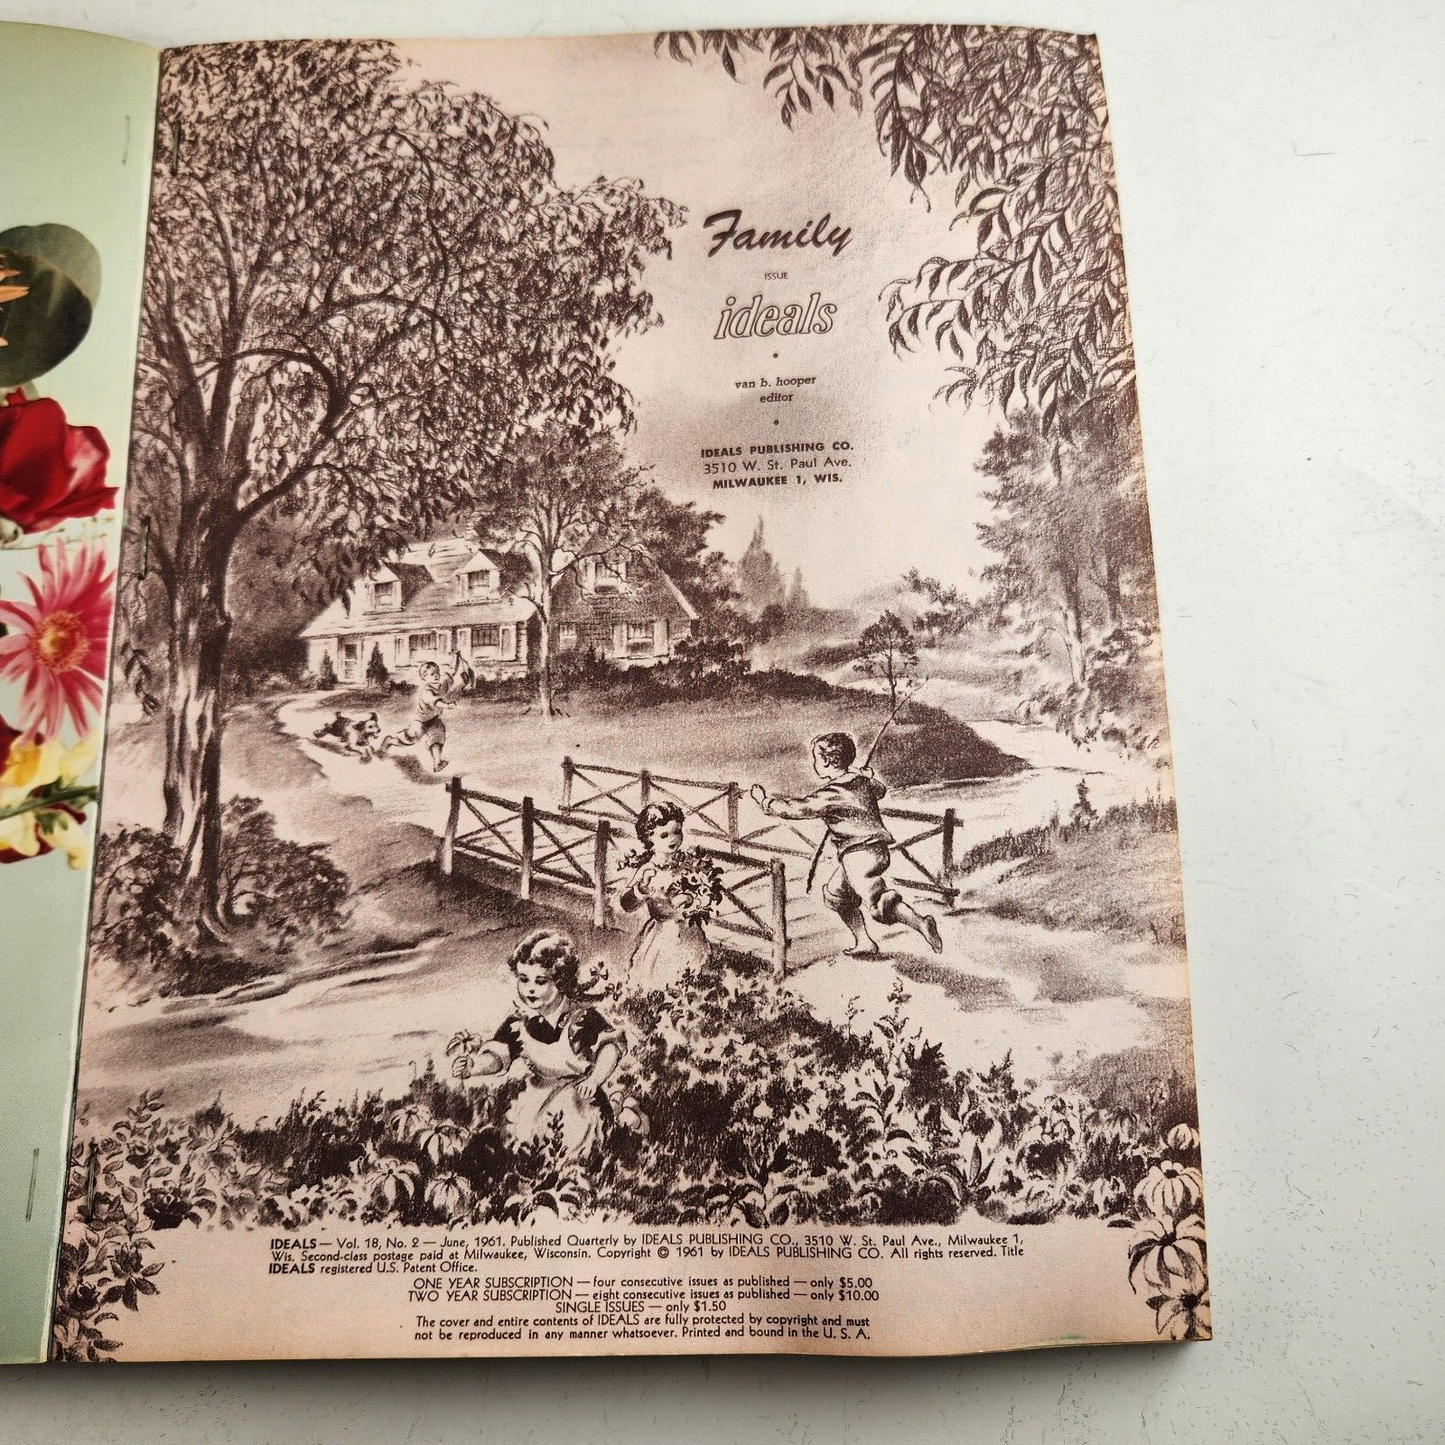 Family
ISSUE
ideals
•
van b. hooper
editor
•
IDEALS PUBLISHING CO.
3510 W. St. Paul Ave.
MILWAUKEE 1, WIS.
IDEALS — Vol. 18, No. 2 — June, 1961. Published Quarterly by IDEALS PUBLISHING CO., 3510 W. St. Paul Ave., Milwaukee 1,
Wis. Second-class postage paid at Milwaukee, Wisconsin. Copyright © 1961 by IDEALS PUBLISHING CO. All rights reserved. Title
IDEALS registered U.S. Patent Office.
ONE YEAR SUBSCRIPTION — four consecutive issues as published — only $5.00
TWO YEAR SUBSCRIPTION — eight consecutive issues as published — only $10.00
SINGLE ISSUES — only $1.50
The cover and entire contents of IDEALS are fully protected by copyright and must
not be reproduced in any manner whatsoever. Printed and bound in the U. S. A.